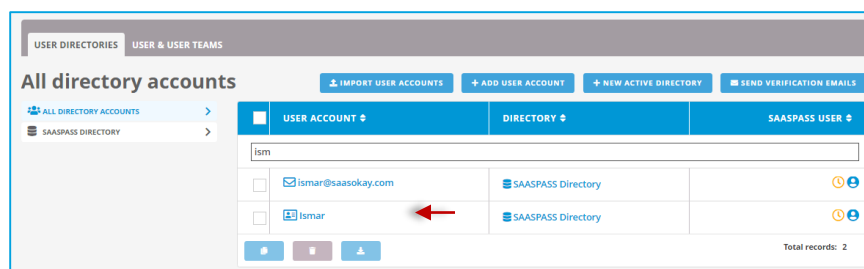 USER DIRECTORIES USER & USER TEAMS
All directory accounts
IMPORT USER ACCOUNTS + ADD USER ACCOUNT + NEW ACTIVE DIRECTORY SEND VERIFICATION EMAILS
ALL DIRECTORY ACCOUNTS
SAASPASS DIRECTORY
USER ACCOUNT DIRECTORY SAASPASS USER
ism
ismar@saasokay.com SAASPASS Directory
Ismar SAASPASS Directory
Total records: 2